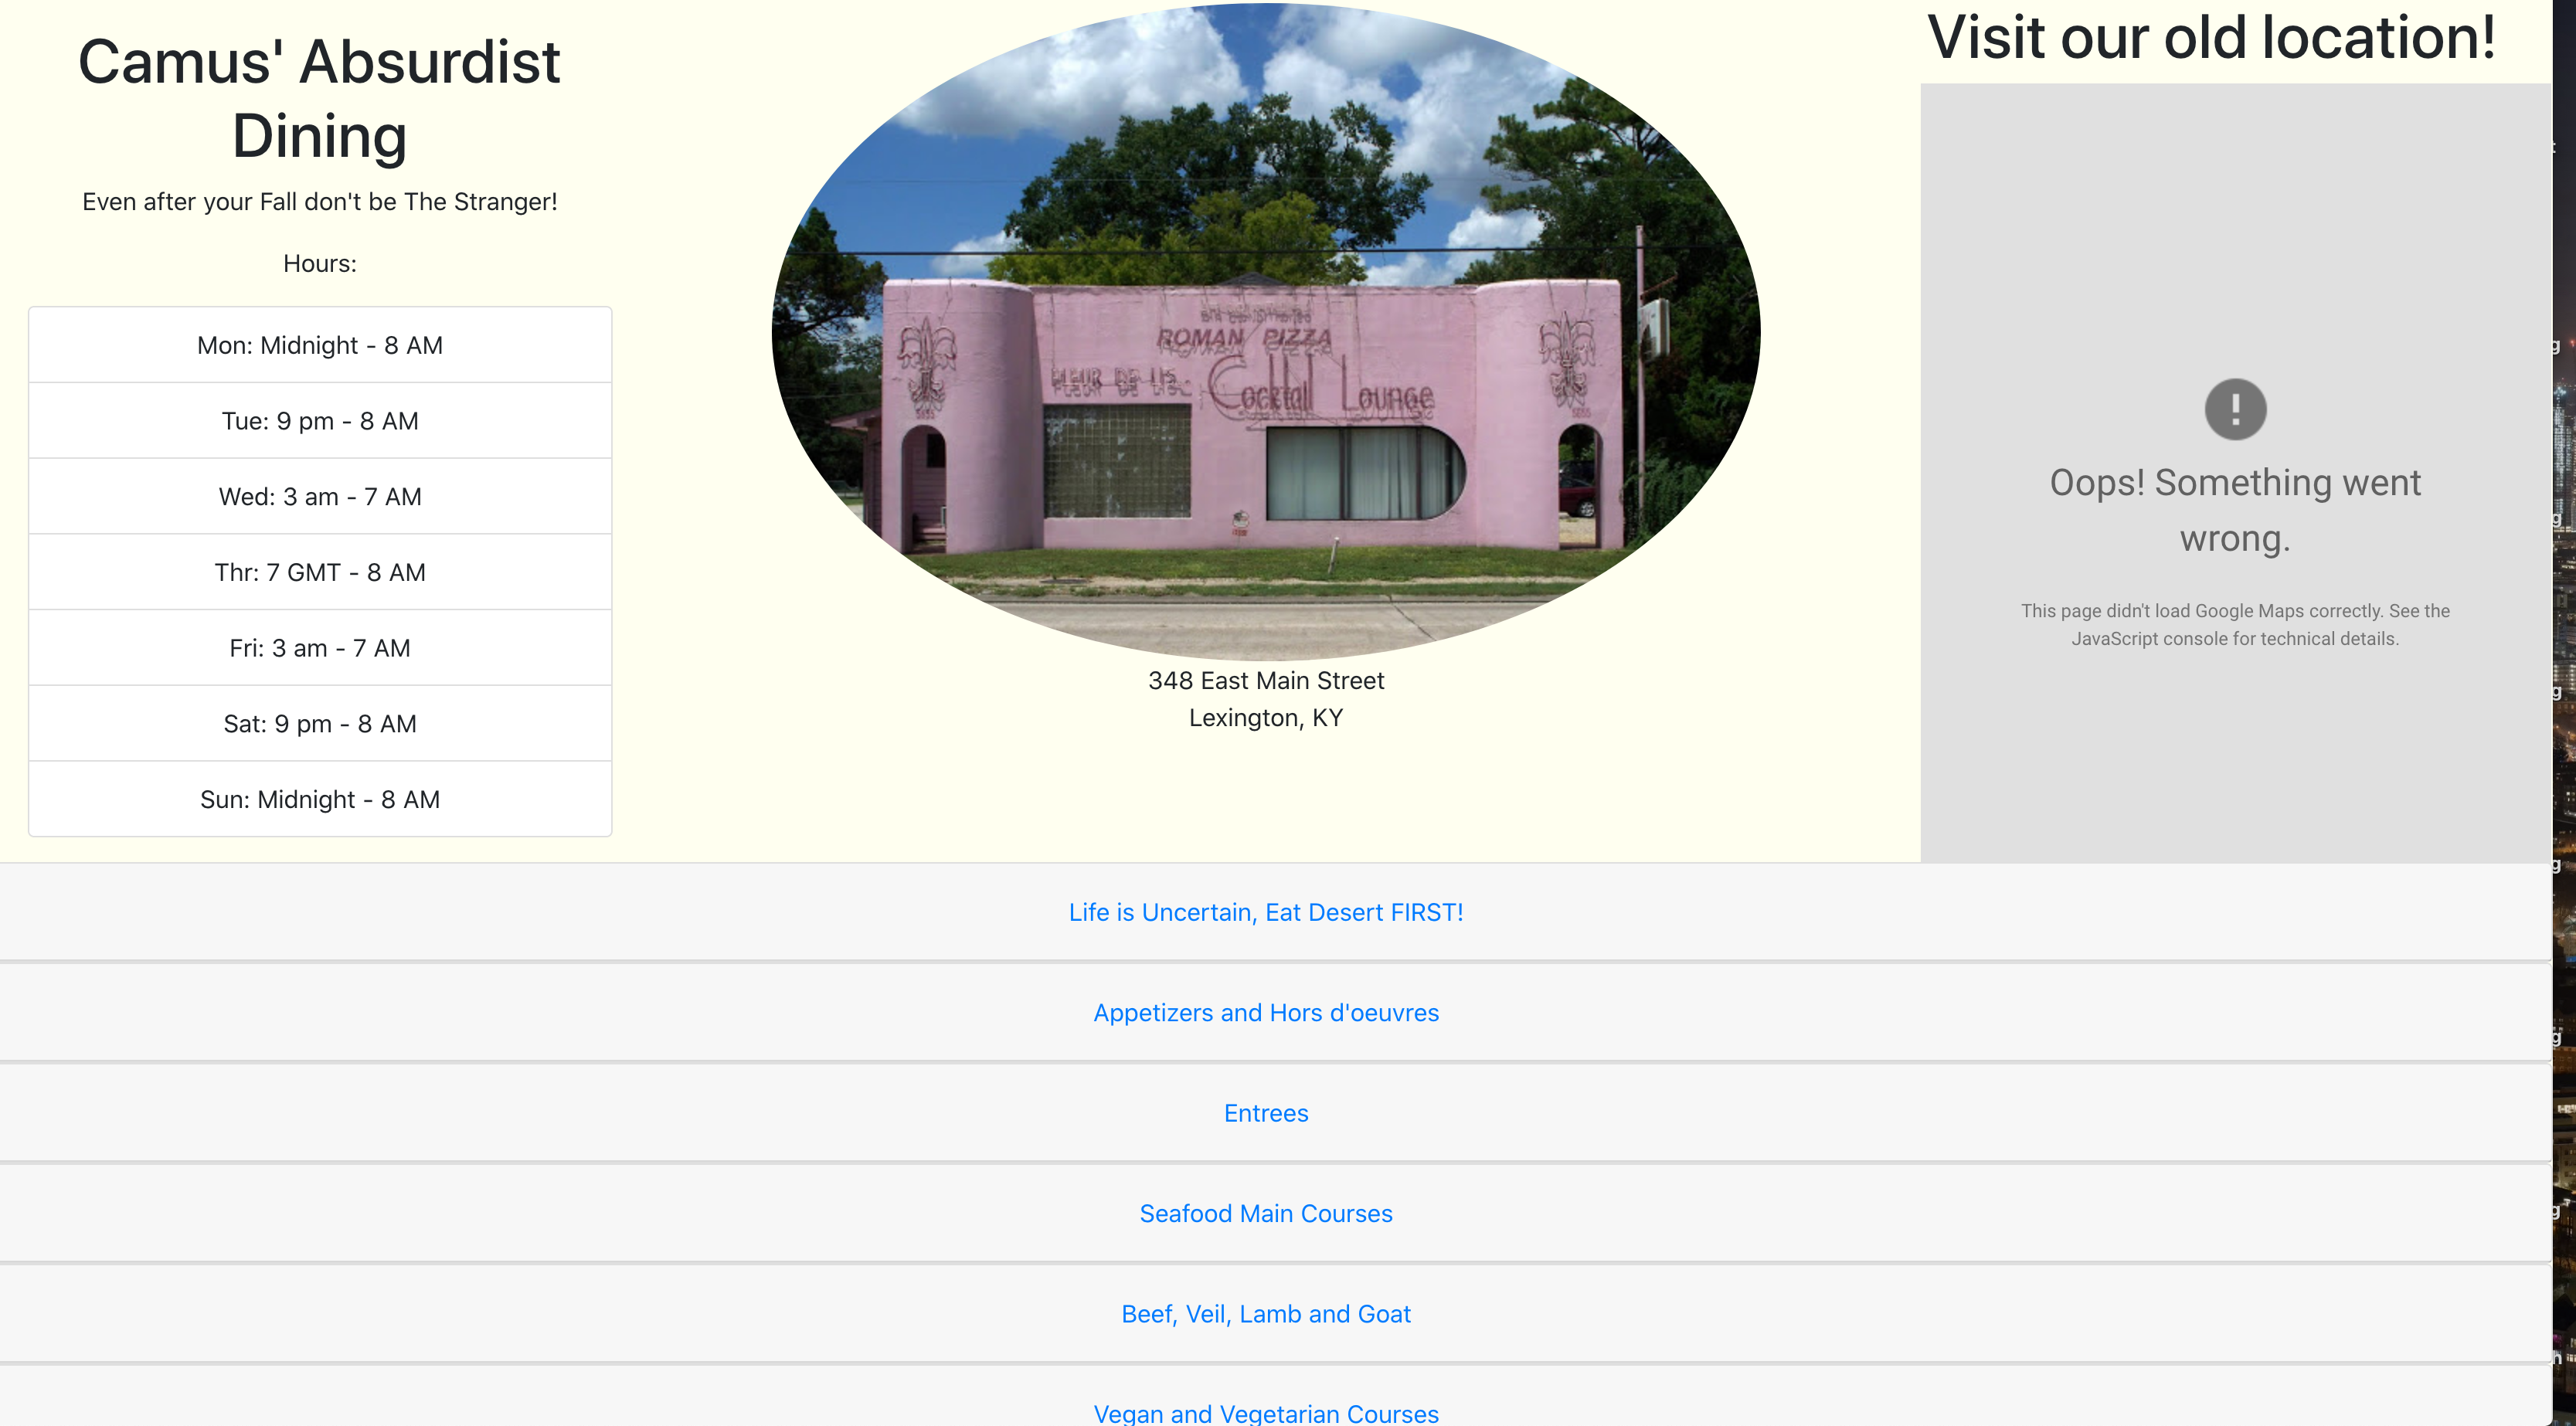 Camus' Absurdist
Dining
Even after your Fall don't be The Stranger!
Hours:
Mon: Midnight - 8 AM
Tue: 9 pm - 8 AM
Wed: 3 am - 7 AM
Thr: 7 GMT - 8 AM
Fri: 3 am - 7 AM
Sat: 9 pm - 8 AM
Sun: Midnight - 8 AM
ROMAN PIZZA
FLEUR DE LIS
Cocktail Lounge
348 East Main Street
Lexington, KY
Visit our old location!
Oops! Something went
wrong.
This page didn't load Google Maps correctly. See the
JavaScript console for technical details.
Life is Uncertain, Eat Desert FIRST!
Appetizers and Hors d'oeuvres
Entrees
Seafood Main Courses
Beef, Veil, Lamb and Goat
Vegan and Vegetarian Courses